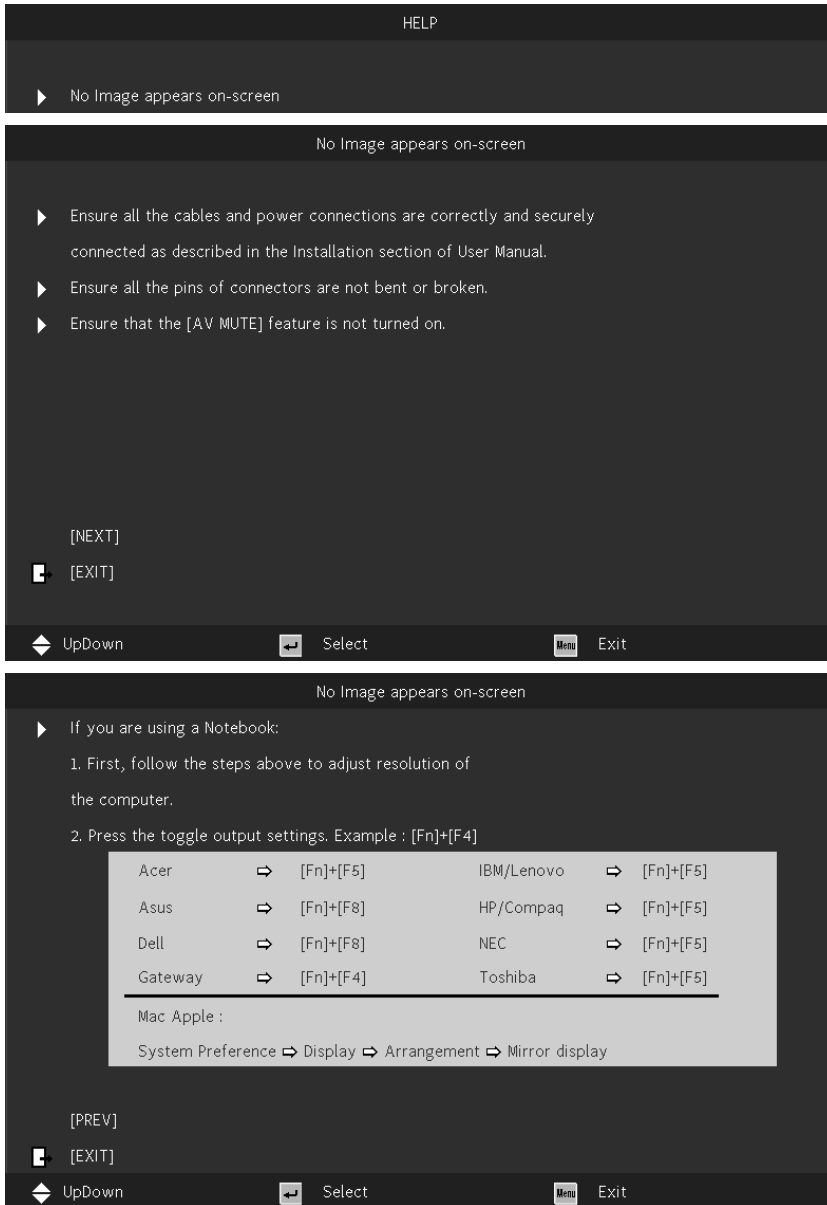 HELP
No Image appears on-screen
No Image appears on-screen
Ensure all the cables and power connections are correctly and securely
connected as described in the Installation section of User Manual.
Ensure all the pins of connectors are not bent or broken.
Ensure that the [AV MUTE] feature is not turned on.
[NEXT]
[EXIT]
UpDown Select Menu Exit
No Image appears on-screen
If you are using a Notebook:
1. First, follow the steps above to adjust resolution of
the computer.
2. Press the toggle output settings. Example : [Fn]+[F4]
Acer ⇨ [Fn]+[F5] IBM/Lenovo ⇨ [Fn]+[F5]
Asus ⇨ [Fn]+[F8] HP/Compaq ⇨ [Fn]+[F5]
Dell ⇨ [Fn]+[F8] NEC ⇨ [Fn]+[F5]
Gateway ⇨ [Fn]+[F4] Toshiba ⇨ [Fn]+[F5]
Mac Apple :
System Preference ⇨ Display ⇨ Arrangement ⇨ Mirror display
[PREV]
[EXIT]
UpDown Select Menu Exit